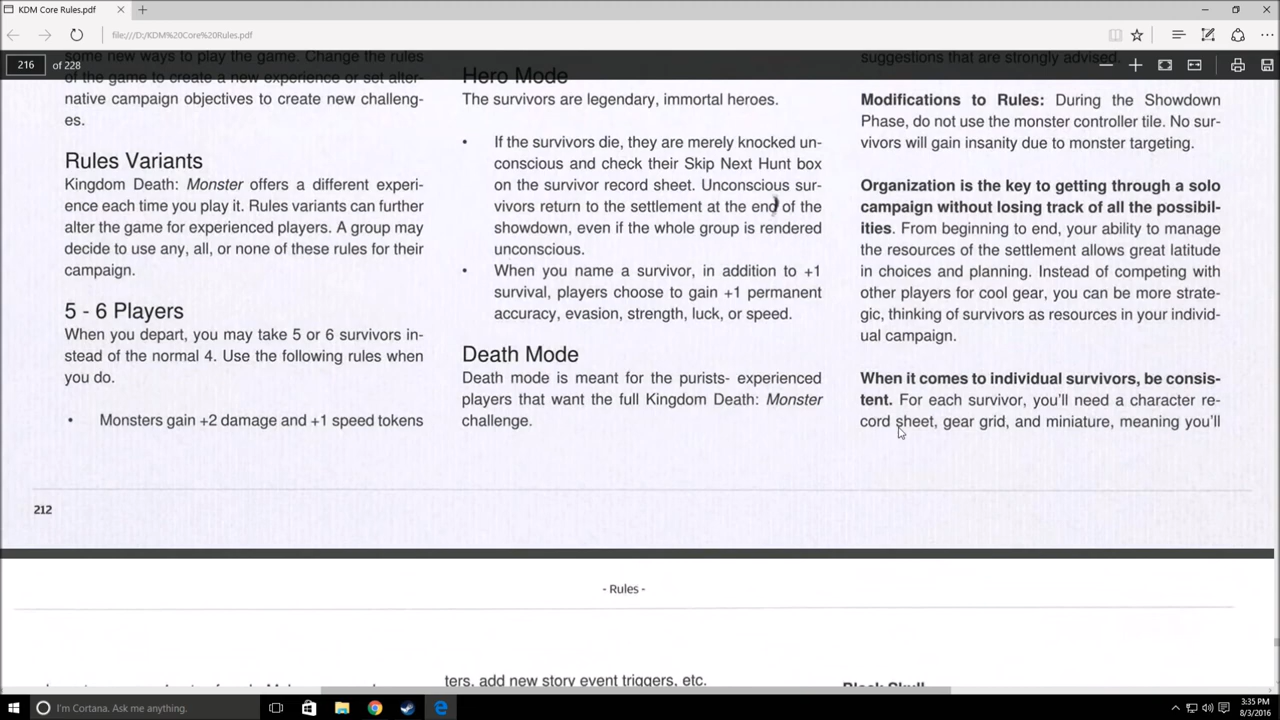 KDM Core Rules.pdf
file:///D:/KDM%20Core%20Rules.pdf
216 of 228
some new ways to play the game. Change the rules
of the game to create a new experience or set alter-
native campaign objectives to create new challeng-
es.
Rules Variants
Kingdom Death: Monster offers a different experi-
ence each time you play it. Rules variants can further
alter the game for experienced players. A group may
decide to use any, all, or none of these rules for their
campaign.
5 - 6 Players
When you depart, you may take 5 or 6 survivors in-
stead of the normal 4. Use the following rules when
you do.
• Monsters gain +2 damage and +1 speed tokens
212
Hero Mode
The survivors are legendary, immortal heroes.
• If the survivors die, they are merely knocked un-
conscious and check their Skip Next Hunt box
on the survivor record sheet. Unconscious sur-
vivors return to the settlement at the end of the
showdown, even if the whole group is rendered
unconscious.
• When you name a survivor, in addition to +1
survival, players choose to gain +1 permanent
accuracy, evasion, strength, luck, or speed.
Death Mode
Death mode is meant for the purists- experienced
players that want the full Kingdom Death: Monster
challenge.
suggestions that are strongly advised.
Modifications to Rules: During the Showdown
Phase, do not use the monster controller tile. No sur-
vivors will gain insanity due to monster targeting.
Organization is the key to getting through a solo
campaign without losing track of all the possibil-
ities. From beginning to end, your ability to manage
the resources of the settlement allows great latitude
in choices and planning. Instead of competing with
other players for cool gear, you can be more strate-
gic, thinking of survivors as resources in your individ-
ual campaign.
When it comes to individual survivors, be consis-
tent. For each survivor, you'll need a character re-
cord sheet, gear grid, and miniature, meaning you'll
- Rules -
ters, add new story event triggers, etc.
Black Skull
I'm Cortana. Ask me anything.
3:35 PM
8/3/2016